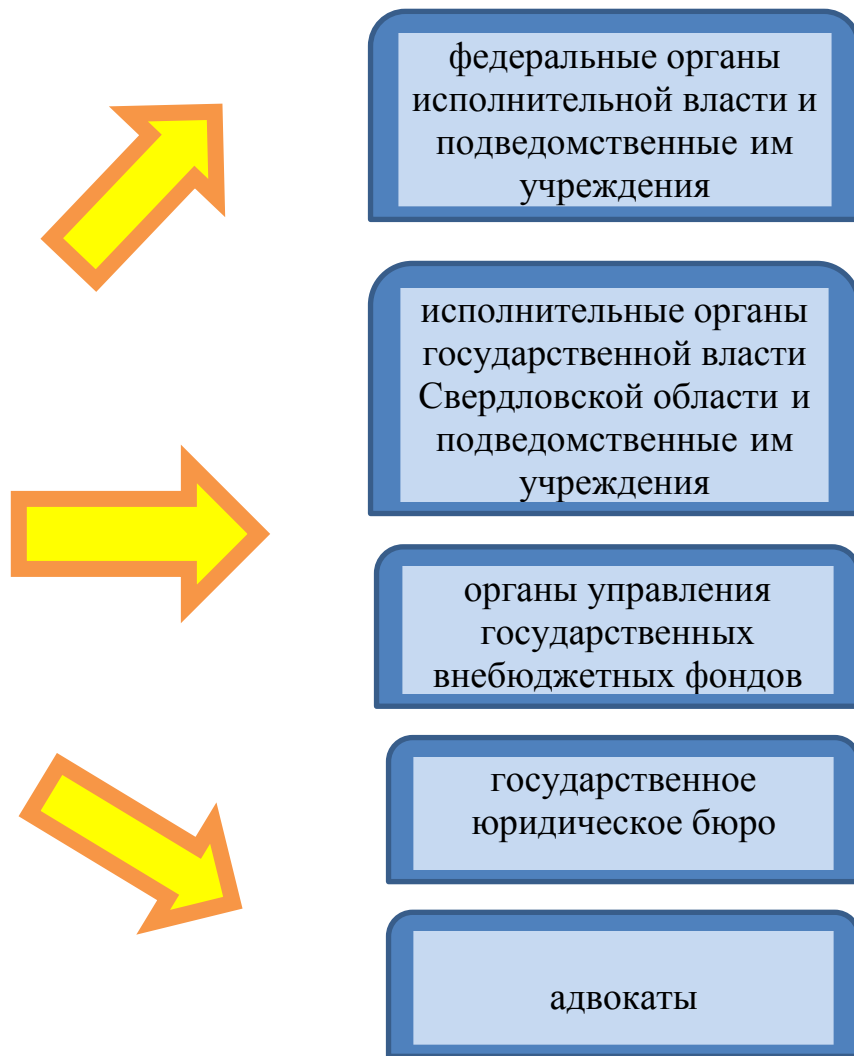 федеральные органы
исполнительной власти и
подведомственные им
учреждения
исполнительные органы
государственной власти
Свердловской области и
подведомственные им
учреждения
органы управления
государственных
внебюджетных фондов
государственное
юридическое бюро
адвокаты